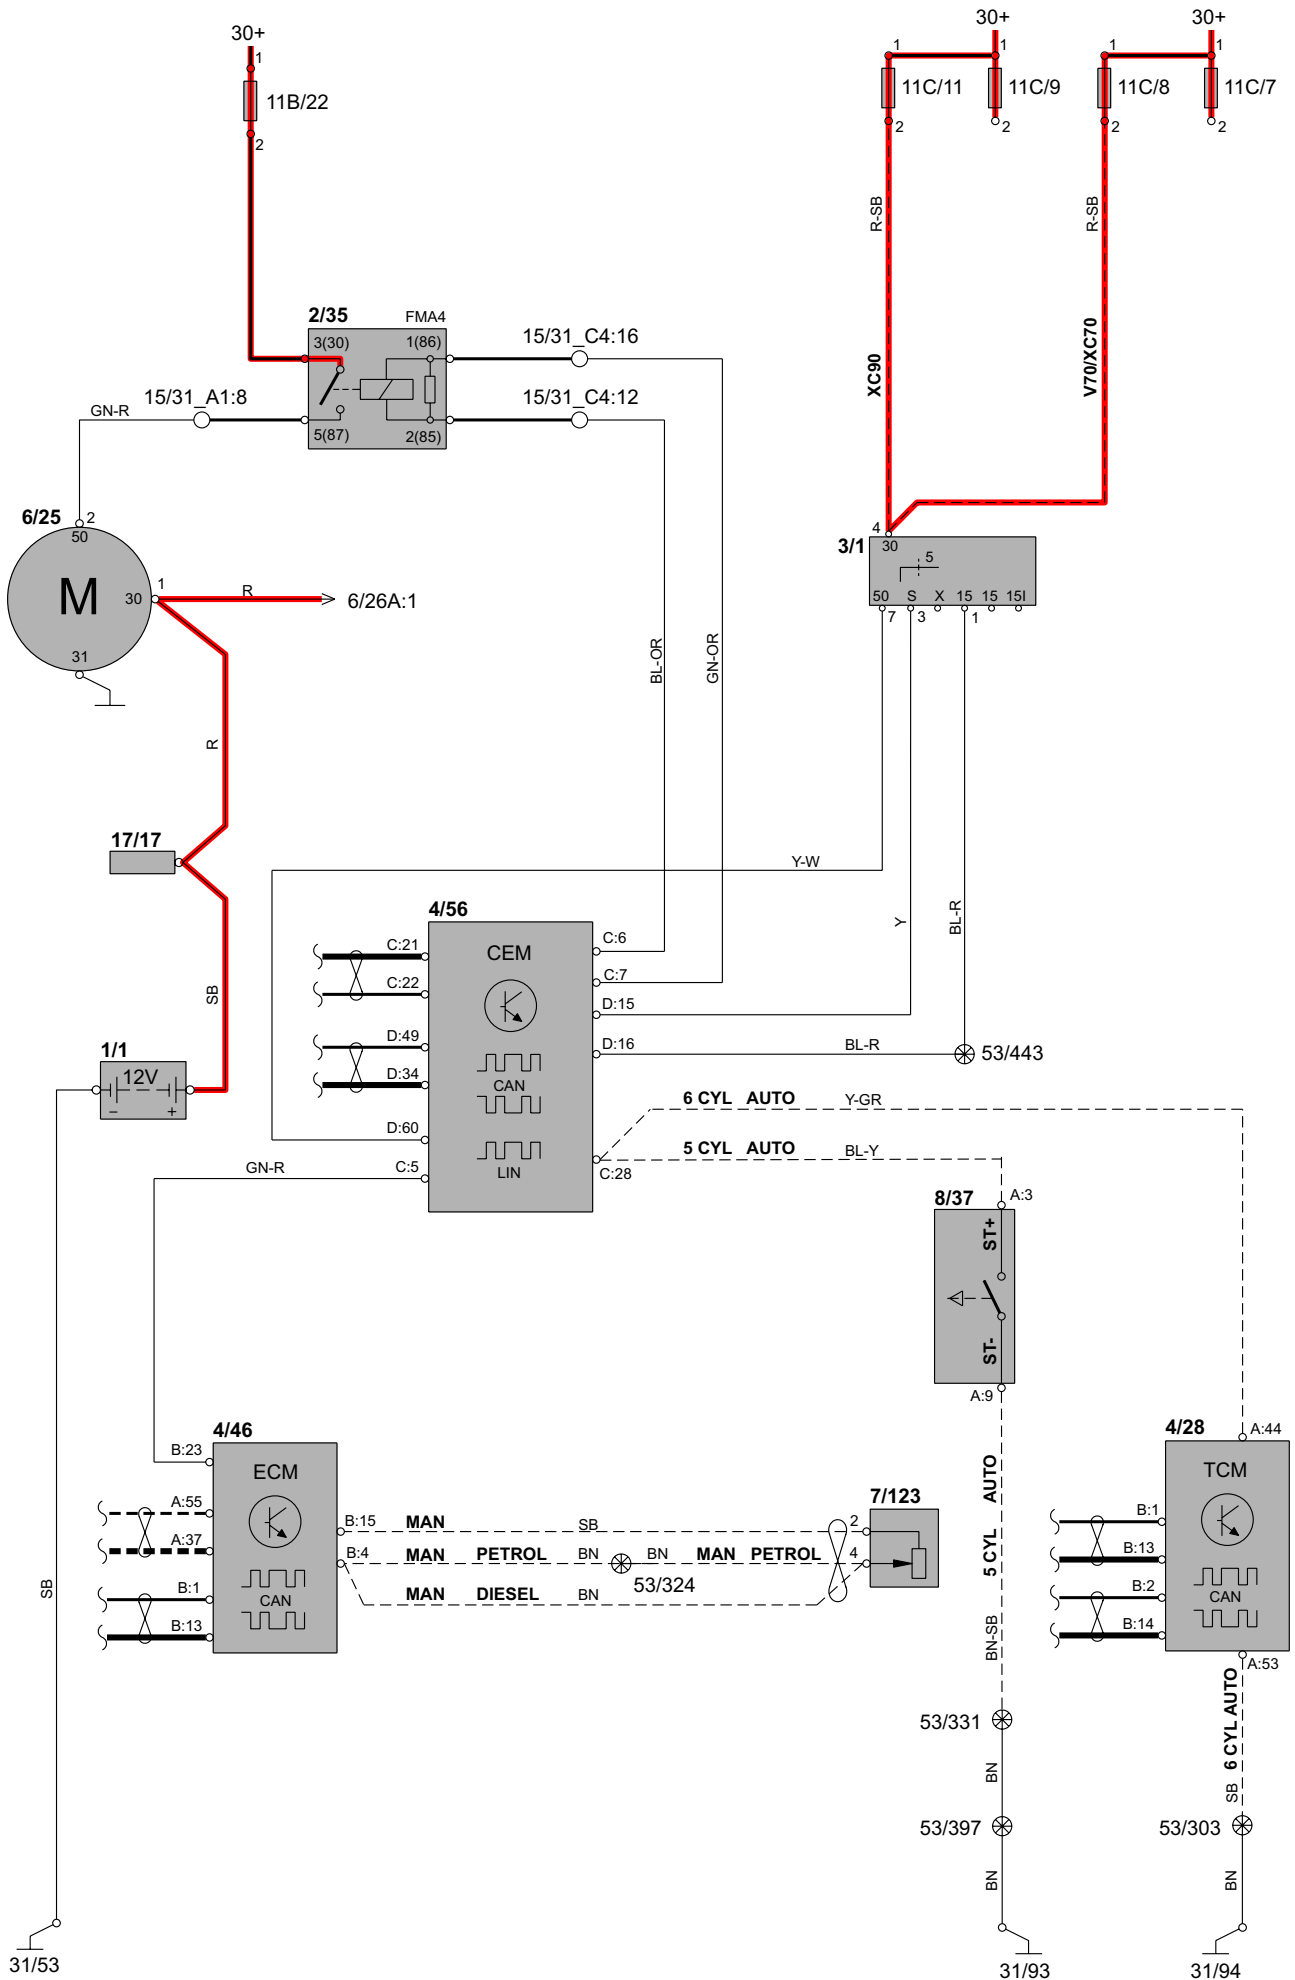 30+
30+
30+
1
11B/22
2
1
1
11C/11
11C/9
2
2
1
1
11C/8
11C/7
2
2
R-SB
R-SB
XC90
V70/XC70
2/35
FMA4
3(30)
1(86)
5(87)
2(85)
15/31_C4:16
15/31_C4:12
15/31_A1:8
GN-R
6/25
2
50
M
30
1
31
R
6/26A:1
R
BL-OR
GN-OR
4
3/1
30
5
50
S
X
15
15
15I
7
3
1
17/17
SB
Y-W
Y
BL-R
4/56
CEM
C:21
C:22
D:49
D:34
D:60
C:5
CAN
LIN
C:6
C:7
D:15
D:16
C:28
BL-R
53/443
1/1
12V
−
+
GN-R
6 CYL AUTO
Y-GR
5 CYL AUTO
BL-Y
8/37
A:3
ST+
ST-
A:9
4/46
B:23
ECM
A:55
A:37
B:1
B:13
CAN
B:15
B:4
MAN
SB
MAN PETROL
BN
BN
MAN PETROL
53/324
MAN DIESEL
BN
7/123
2
4
5 CYL AUTO
BN-SB
4/28
A:44
TCM
B:1
B:13
B:2
B:14
CAN
A:53
6 CYL AUTO
SB
SB
53/331
BN
53/397
BN
53/303
BN
31/53
31/93
31/94